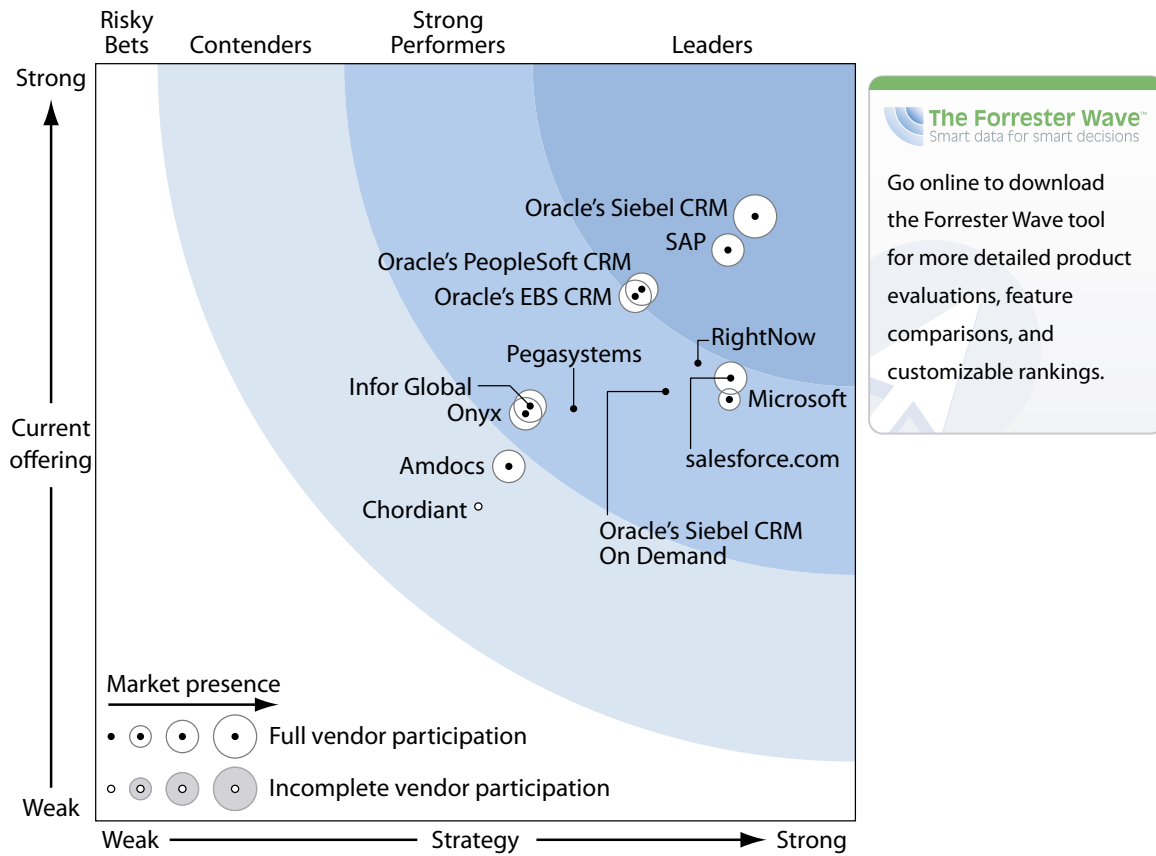 Risky
Bets
Contenders
Strong
Performers
Leaders
Strong
Current
offering
Weak
Oracle's Siebel CRM
SAP
Oracle's PeopleSoft CRM
Oracle's EBS CRM
RightNow
Pegasystems
Infor Global
Onyx
Microsoft
Amdocs
salesforce.com
Chordiant
Oracle's Siebel CRM
On Demand
Market presence
Full vendor participation
Incomplete vendor participation
Weak
Strategy
Strong
The Forrester Wave™
Smart data for smart decisions
Go online to download
the Forrester Wave tool
for more detailed product
evaluations, feature
comparisons, and
customizable rankings.